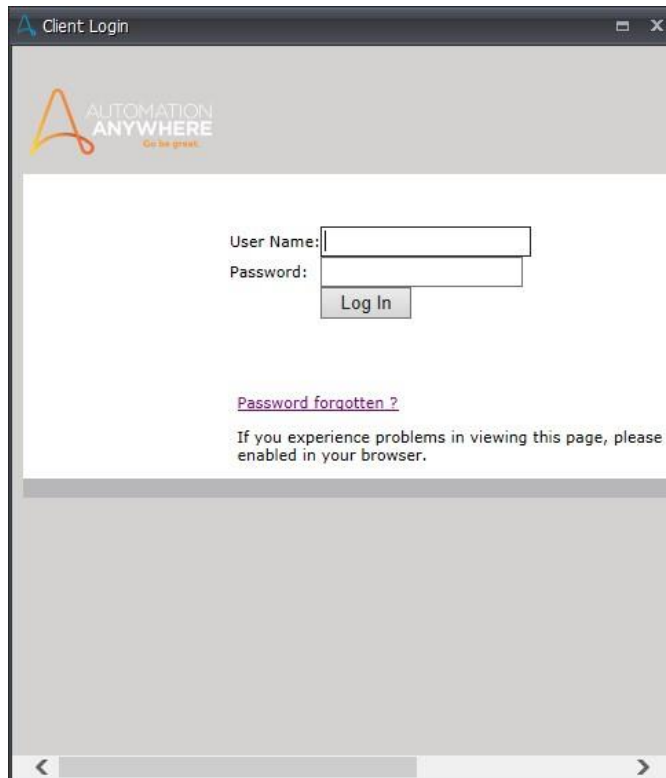 Client Login
AUTOMATION
ANYWHERE
Go be great.
User Name:
Password:
Log In
Password forgotten ?
If you experience problems in viewing this page, please
enabled in your browser.